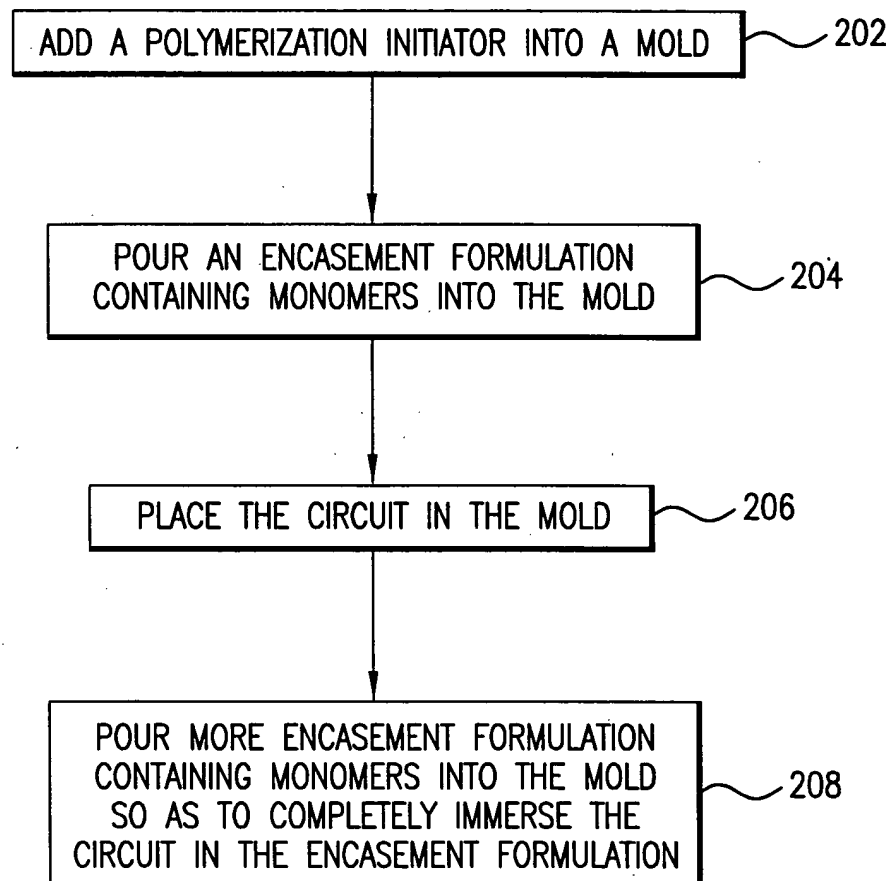 ADD A POLYMERIZATION INITIATOR INTO A MOLD
202
POUR AN ENCASEMENT FORMULATION
CONTAINING MONOMERS INTO THE MOLD
204
PLACE THE CIRCUIT IN THE MOLD
206
POUR MORE ENCASEMENT FORMULATION
CONTAINING MONOMERS INTO THE MOLD
SO AS TO COMPLETELY IMMERSE THE
CIRCUIT IN THE ENCASEMENT FORMULATION
208